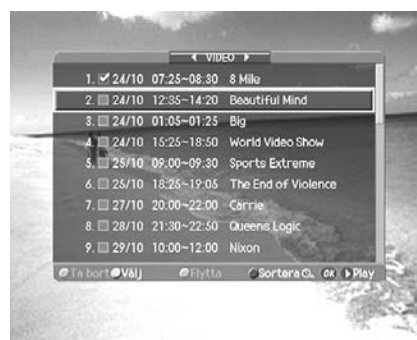 VIDEO
1. 24/10 07:25~08:30 8 Mile
2. 24/10 12:35~14:20 Beautiful Mind
3. 24/10 01:05~01:25 Big
4. 24/10 15:25~18:50 World Video Show
5. 25/10 09:00~09:30 Sports Extreme
6. 25/10 18:25~19:05 The End of Violence
7. 27/10 20:00~22:00 Carrie
8. 28/10 21:30~22:50 Queens Logic
9. 29/10 10:00~12:00 Nixon
Ta bort Välj Flytta Sortera OK Play